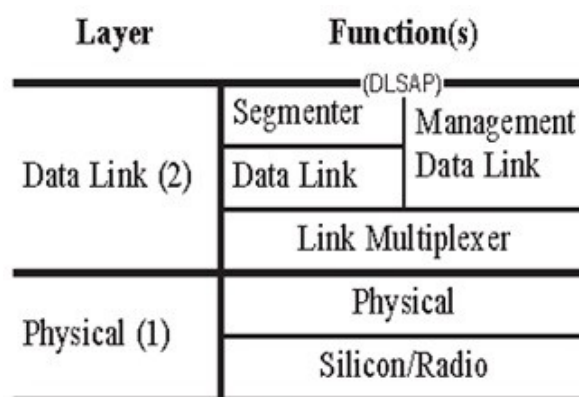 Layer Function(s)
(DLSAP)
Segmenter
Management
Data Link
Data Link (2)
Data Link
Link Multiplexer
Physical (1)
Physical
Silicon/Radio